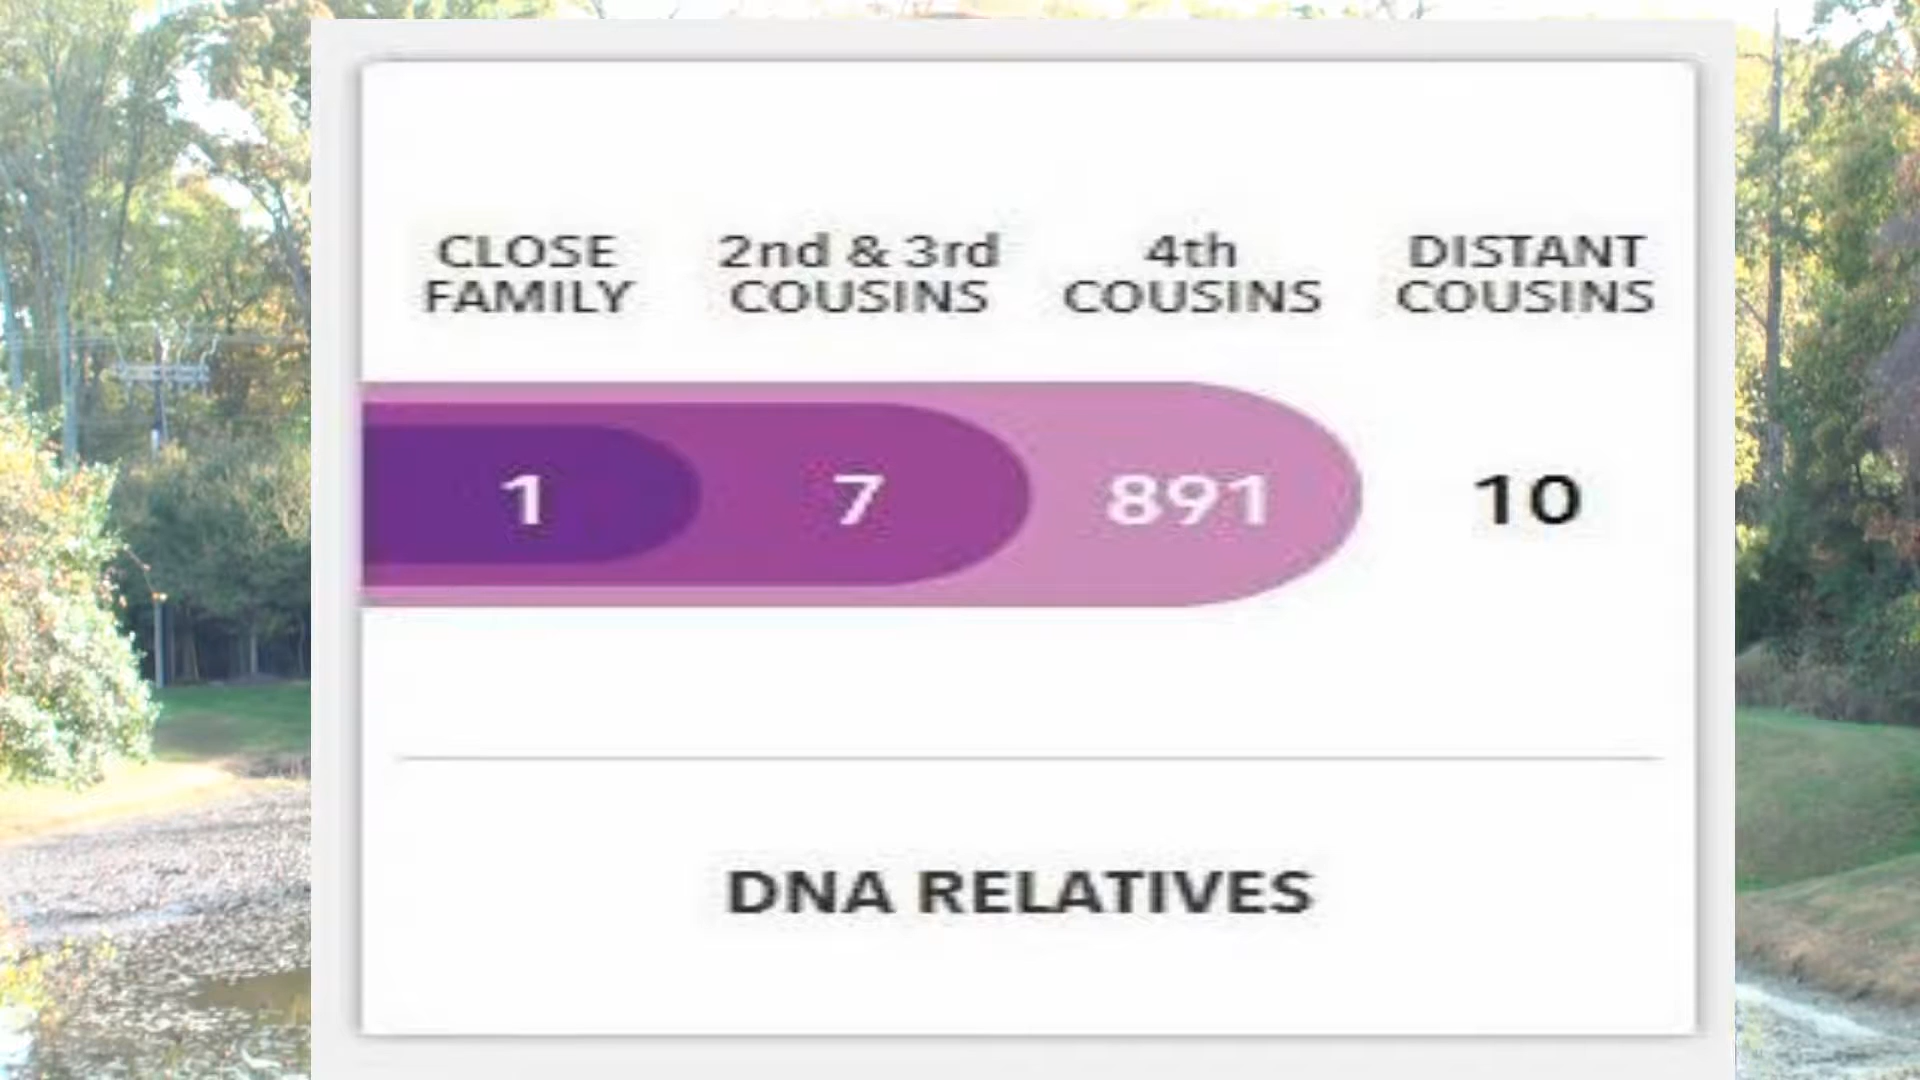 CLOSE
FAMILY
2nd & 3rd
COUSINS
4th
COUSINS
DISTANT
COUSINS
1
7
891
10
DNA RELATIVES